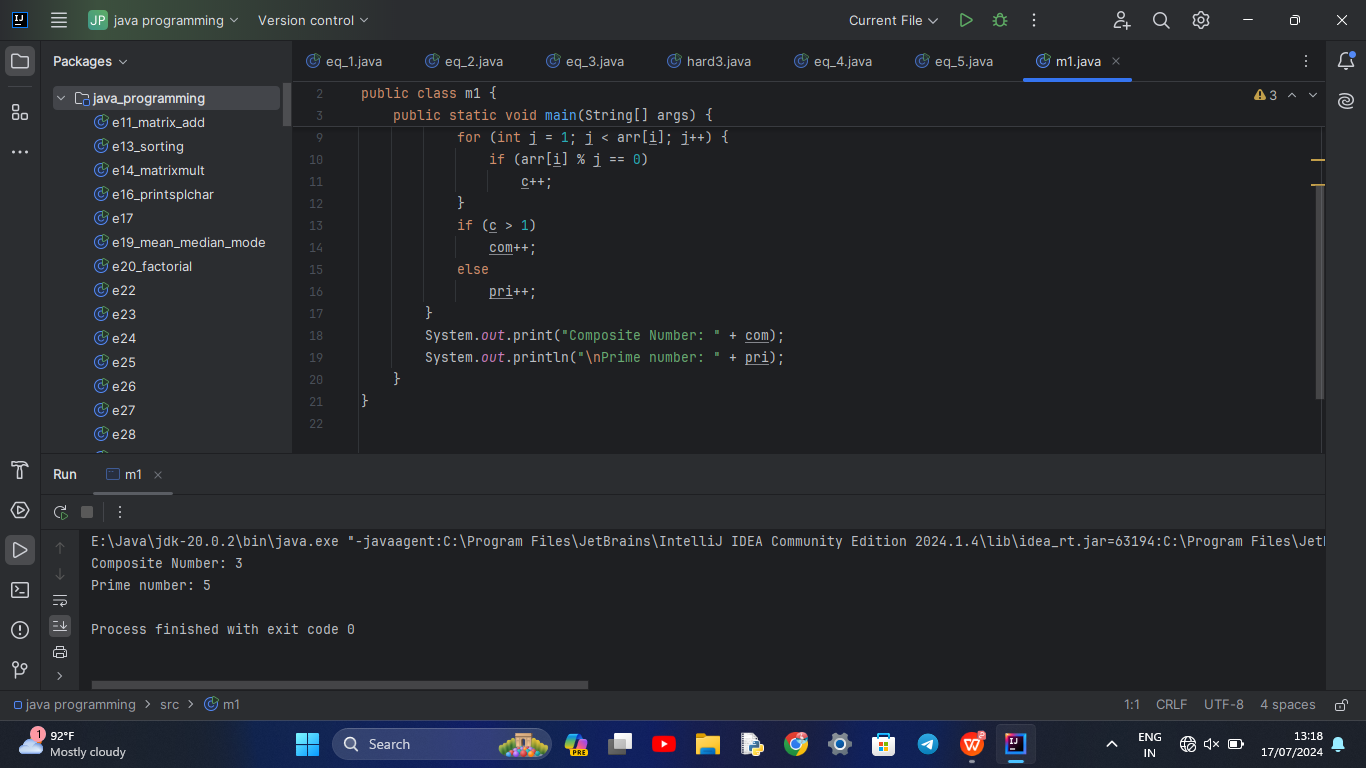 JP java programming Version control Current File
Packages
eq_1.java eq_2.java eq_3.java hard3.java eq_4.java eq_5.java m1.java
java_programming
e11_matrix_add
e13_sorting
e14_matrixmult
e16_printsplchar
e17
e19_mean_median_mode
e20_factorial
e22
e23
e24
e25
e26
e27
e28
3
2 public class m1 {
3 public static void main(String[] args) {
9 for (int j = 1; j < arr[i]; j++) {
10 if (arr[i] % j == 0)
11 c++;
12 }
13 if (c > 1)
14 com++;
15 else
16 pri++;
17 }
18 System.out.print("Composite Number: " + com);
19 System.out.println("\nPrime number: " + pri);
20 }
21 }
22
Run m1
E:\Java\jdk-20.0.2\bin\java.exe "-javaagent:C:\Program Files\JetBrains\IntelliJ IDEA Community Edition 2024.1.4\lib\idea_rt.jar=63194:C:\Program Files\Jet
Composite Number: 3
Prime number: 5
Process finished with exit code 0
java programming > src > m1 1:1 CRLF UTF-8 4 spaces
1 92°F
Mostly cloudy
Search
PRE
ENG
IN
13:18
17/07/2024